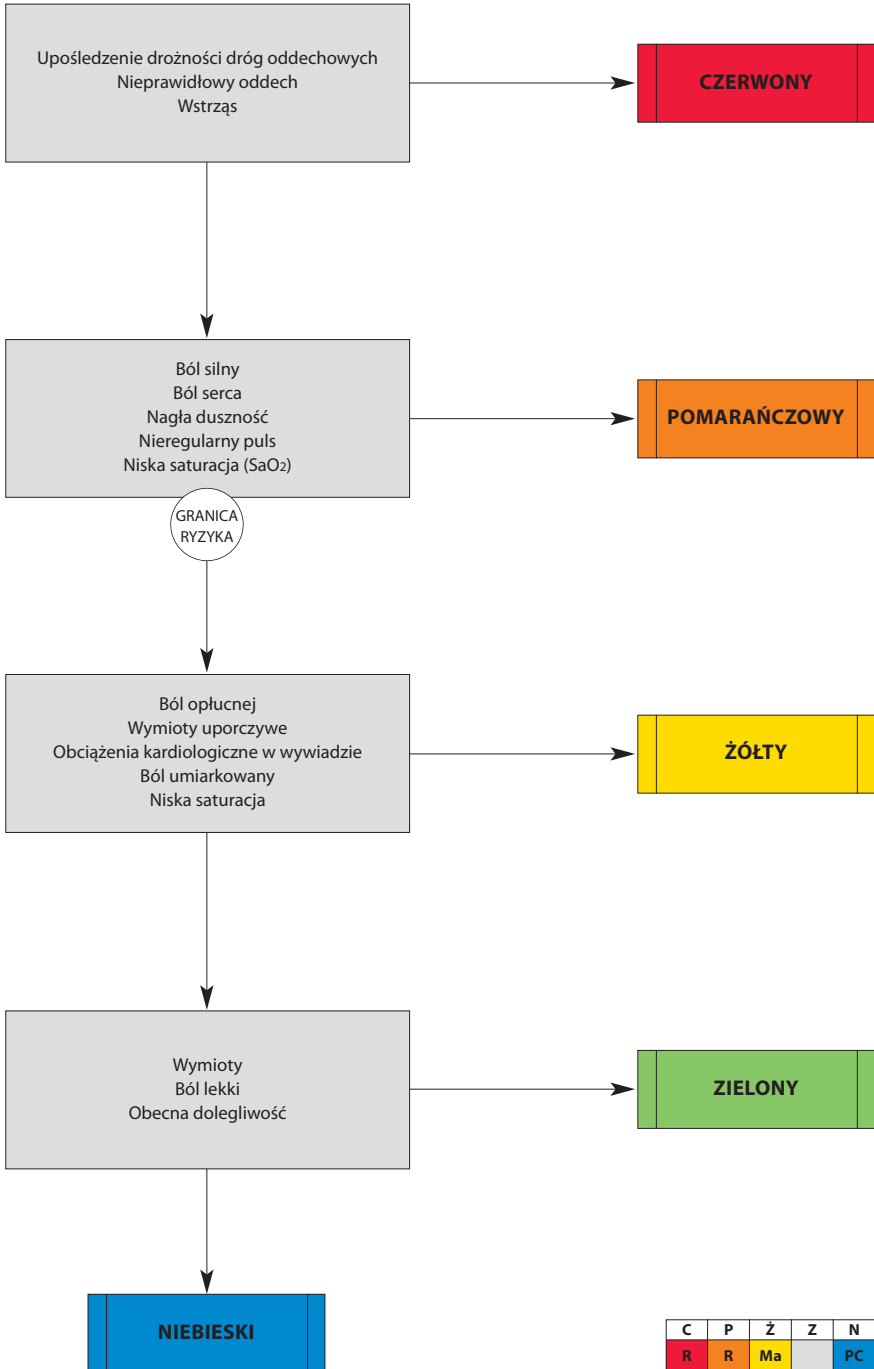 Upośledzenie drożności dróg oddechowych
Nieprawidłowy oddech
Wstrząs
CZERWONY
Ból silny
Ból serca
Nagła duszność
Nieregularny puls
Niska saturacja (SaO₂)
POMARAŃCZOWY
GRANICA
RYZYKA
Ból opłucnej
Wymioty uporczywe
Obciążenia kardiologiczne w wywiadzie
Ból umiarkowany
Niska saturacja
ŻÓŁTY
Wymioty
Ból lekki
Obecna dolegliwość
ZIELONY
NIEBIESKI
C P Ż Z N
R R Ma PC